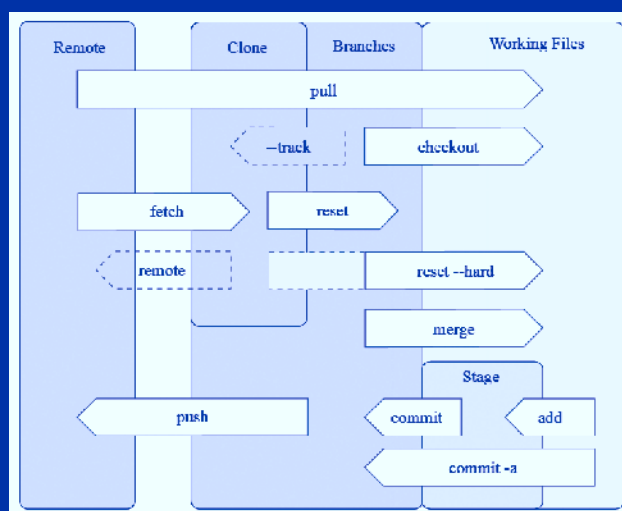 Remote
Clone
Branches
Working Files
pull
--track
checkout
fetch
reset
remote
reset --hard
merge
Stage
push
commit
add
commit -a